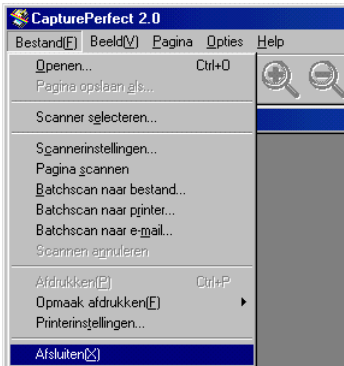 CapturePerfect 2.0
Bestand(F) Beeld(V) Pagina Opties Help
Openen... Ctrl+O
Pagina opslaan als...
Scanner selecteren...
Scannerinstellingen...
Pagina scannen
Batchscan naar bestand...
Batchscan naar printer...
Batchscan naar e-mail...
Scannen annuleren
Afdrukken(P) Ctrl+P
Opmaak afdrukken(F)
Printerinstellingen...
Afsluiten(X)